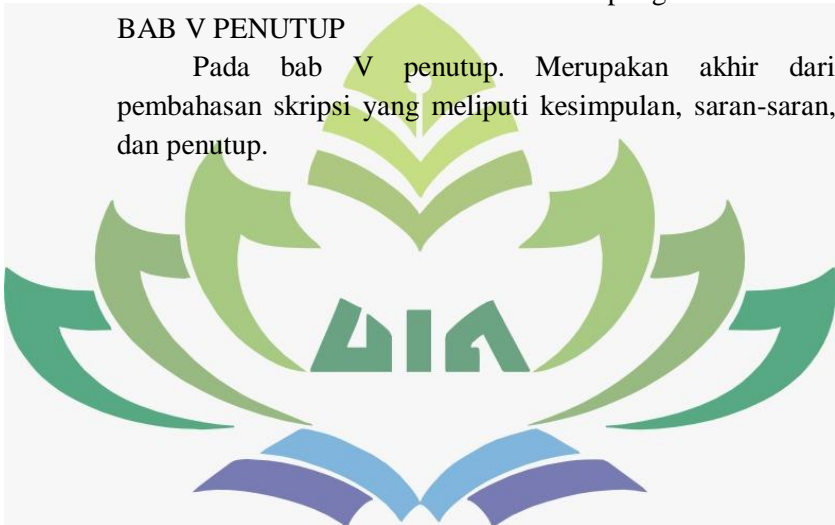 BAB V PENUTUP
Pada bab V penutup. Merupakan akhir dari
pembahasan skripsi yang meliputi kesimpulan, saran-saran,
dan penutup.
UIN